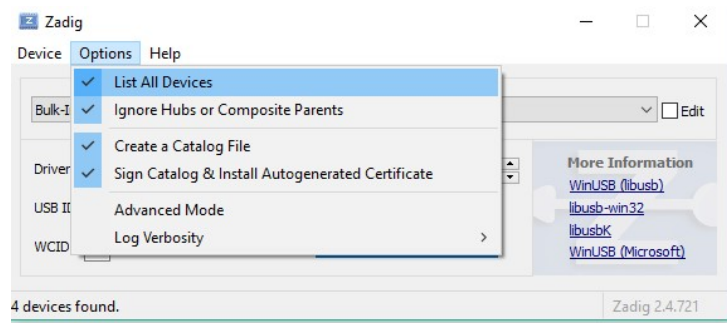 Zadig
Device Options Help
List All Devices
Bulk-I
Ignore Hubs or Composite Parents
Edit
Create a Catalog File
Driver
Sign Catalog & Install Autogenerated Certificate
More Information
WinUSB (libusb)
USB ID
Advanced Mode
libusb-win32
Log Verbosity
libusbK
WCID
WinUSB (Microsoft)
4 devices found.
Zadig 2.4.721